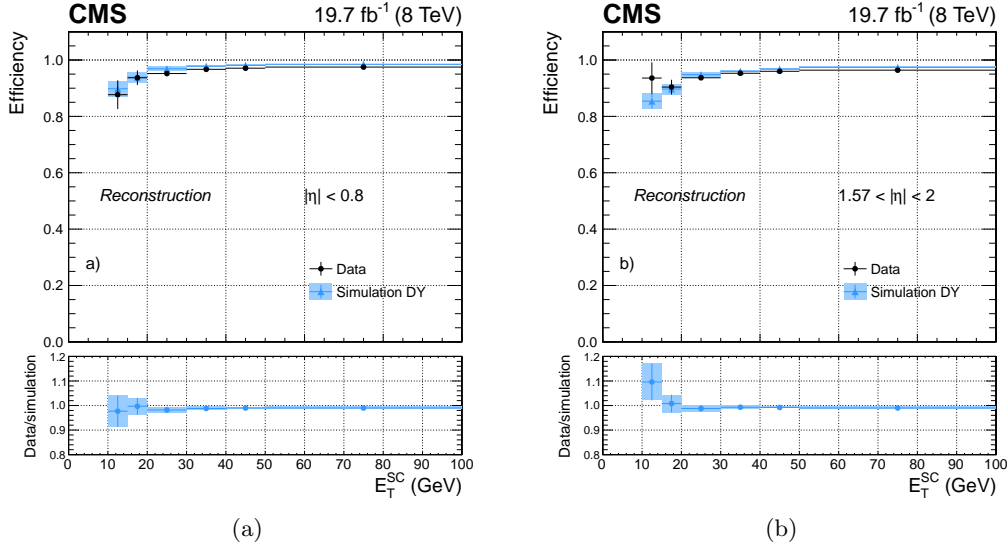 CMS 19.7 fb⁻¹ (8 TeV)
Efficiency
1.0
0.8
0.6
0.4
0.2
0.0
Reconstruction |η| < 0.8
a)
Data
Simulation DY
Data/simulation
1.2
1.1
1.0
0.9
0.8
0 10 20 30 40 50 60 70 80 90 100
E_T^SC (GeV)
(a)
CMS 19.7 fb⁻¹ (8 TeV)
Efficiency
1.0
0.8
0.6
0.4
0.2
0.0
Reconstruction 1.57 < |η| < 2
b)
Data
Simulation DY
Data/simulation
1.2
1.1
1.0
0.9
0.8
0 10 20 30 40 50 60 70 80 90 100
E_T^SC (GeV)
(b)